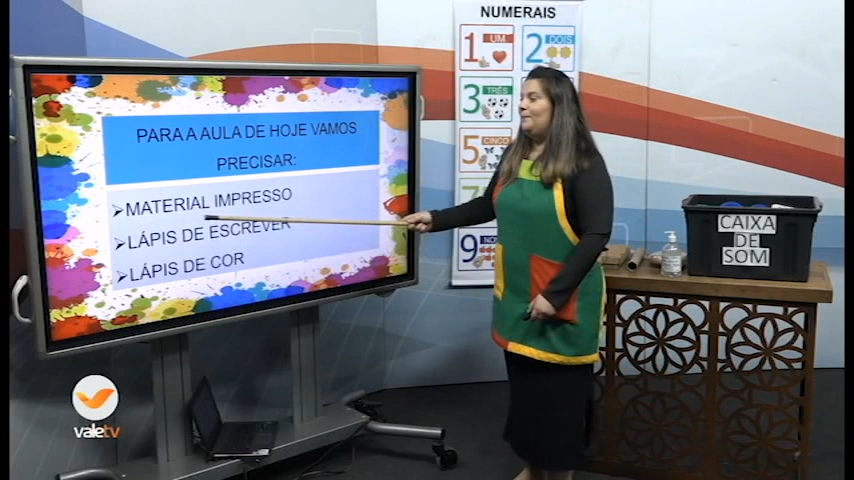 NUMERAIS
1 UM
2 DOIS
3 TRÊS
5 CINCO
7
9
PARA A AULA DE HOJE VAMOS
PRECISAR:
➢MATERIAL IMPRESSO
➢LÁPIS DE ESCREVER
➢LÁPIS DE COR
CAIXA
DE
SOM
valetv